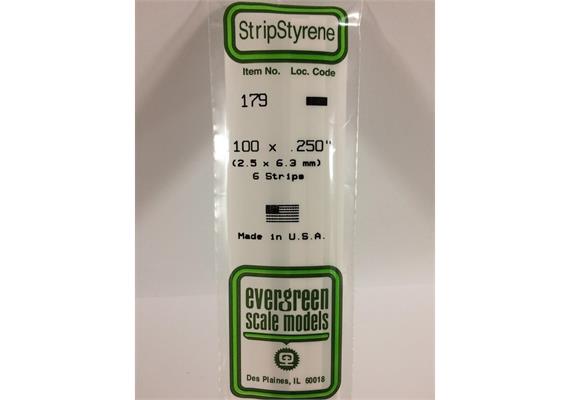 StripStyrene
Item No. Loc. Code
179
.100 x .250"
(2.5 x 6.3 mm)
6 Strips
Made in U.S.A.
evergreen
scale models
Des Plaines, IL 60018